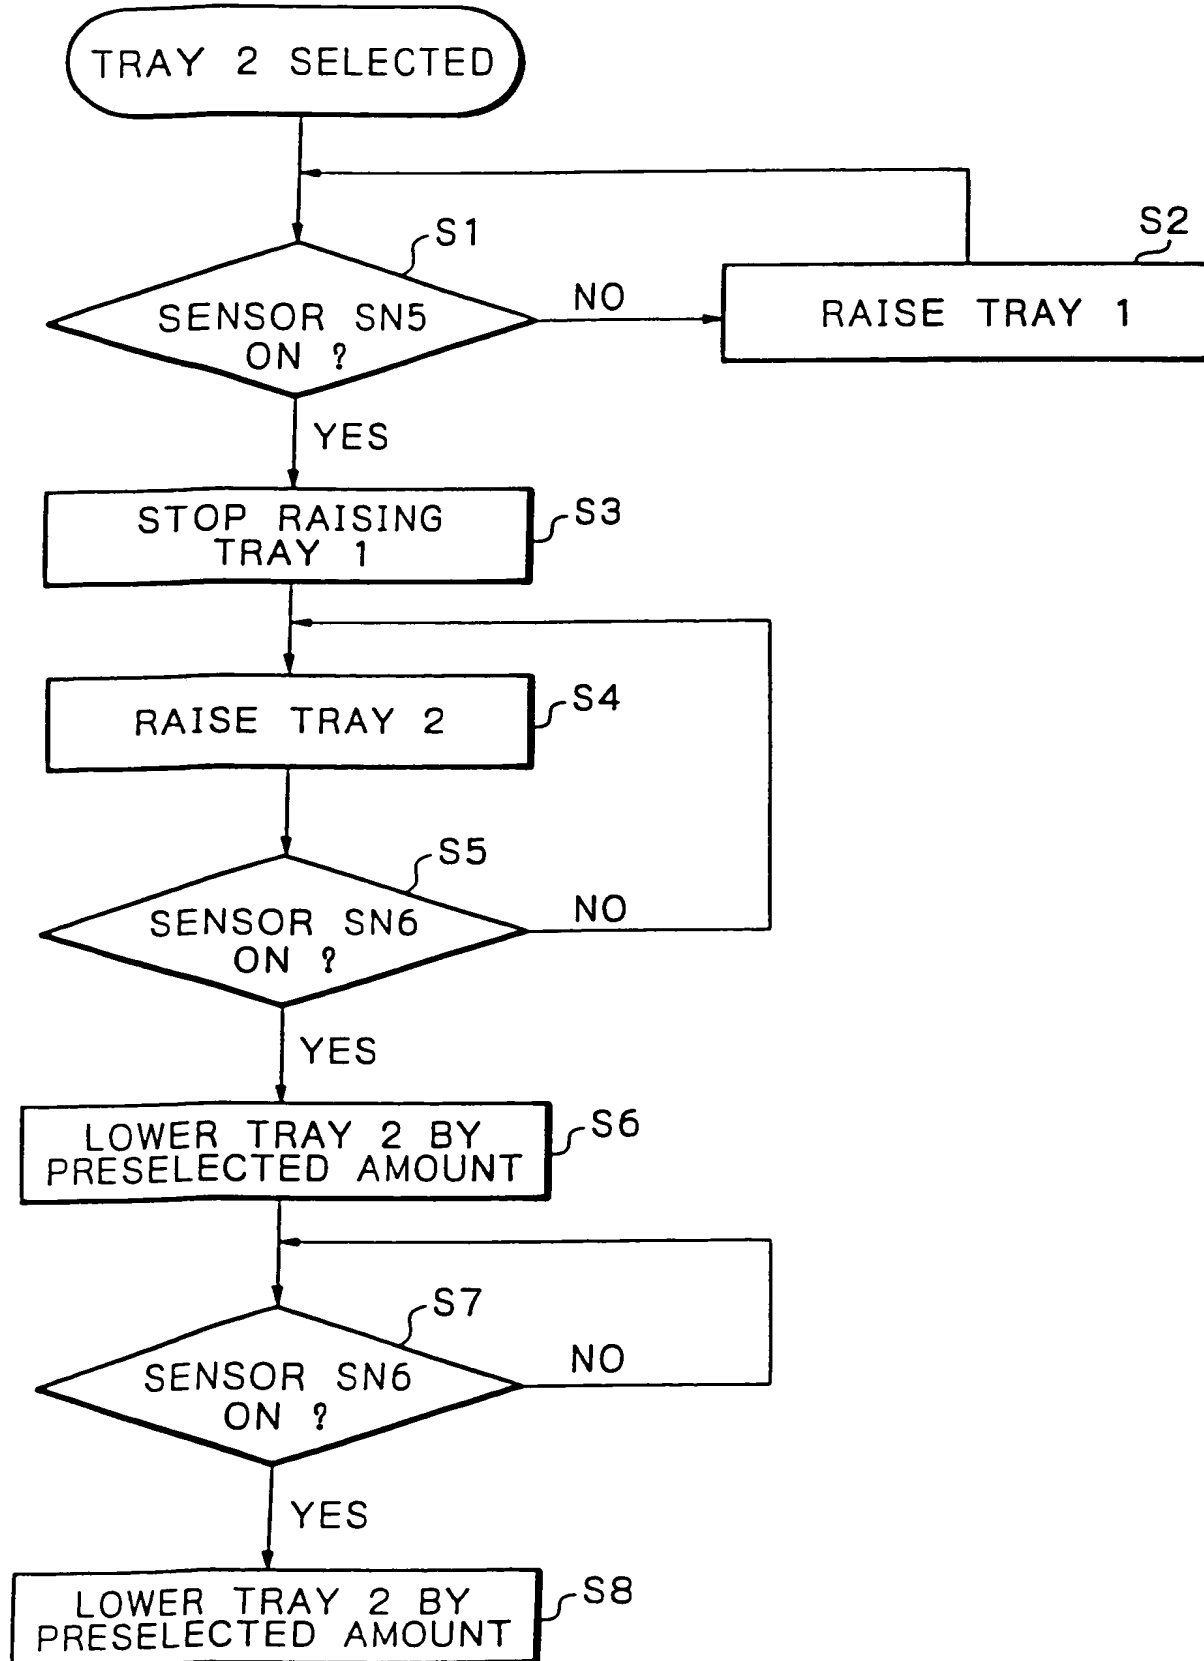 TRAY 2 SELECTED
S1
S2
SENSOR SN5
ON ?
NO
RAISE TRAY 1
YES
STOP RAISING
TRAY 1
S3
RAISE TRAY 2
S4
S5
SENSOR SN6
ON ?
NO
YES
LOWER TRAY 2 BY
PRESELECTED AMOUNT
S6
S7
SENSOR SN6
ON ?
NO
YES
LOWER TRAY 2 BY
PRESELECTED AMOUNT
S8